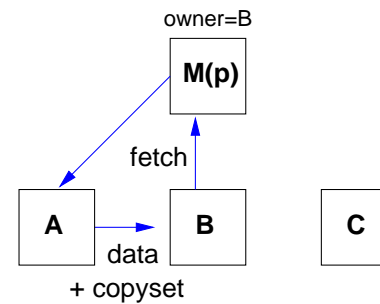 owner=B
M(p)
fetch
A
B
C
data
+ copyset